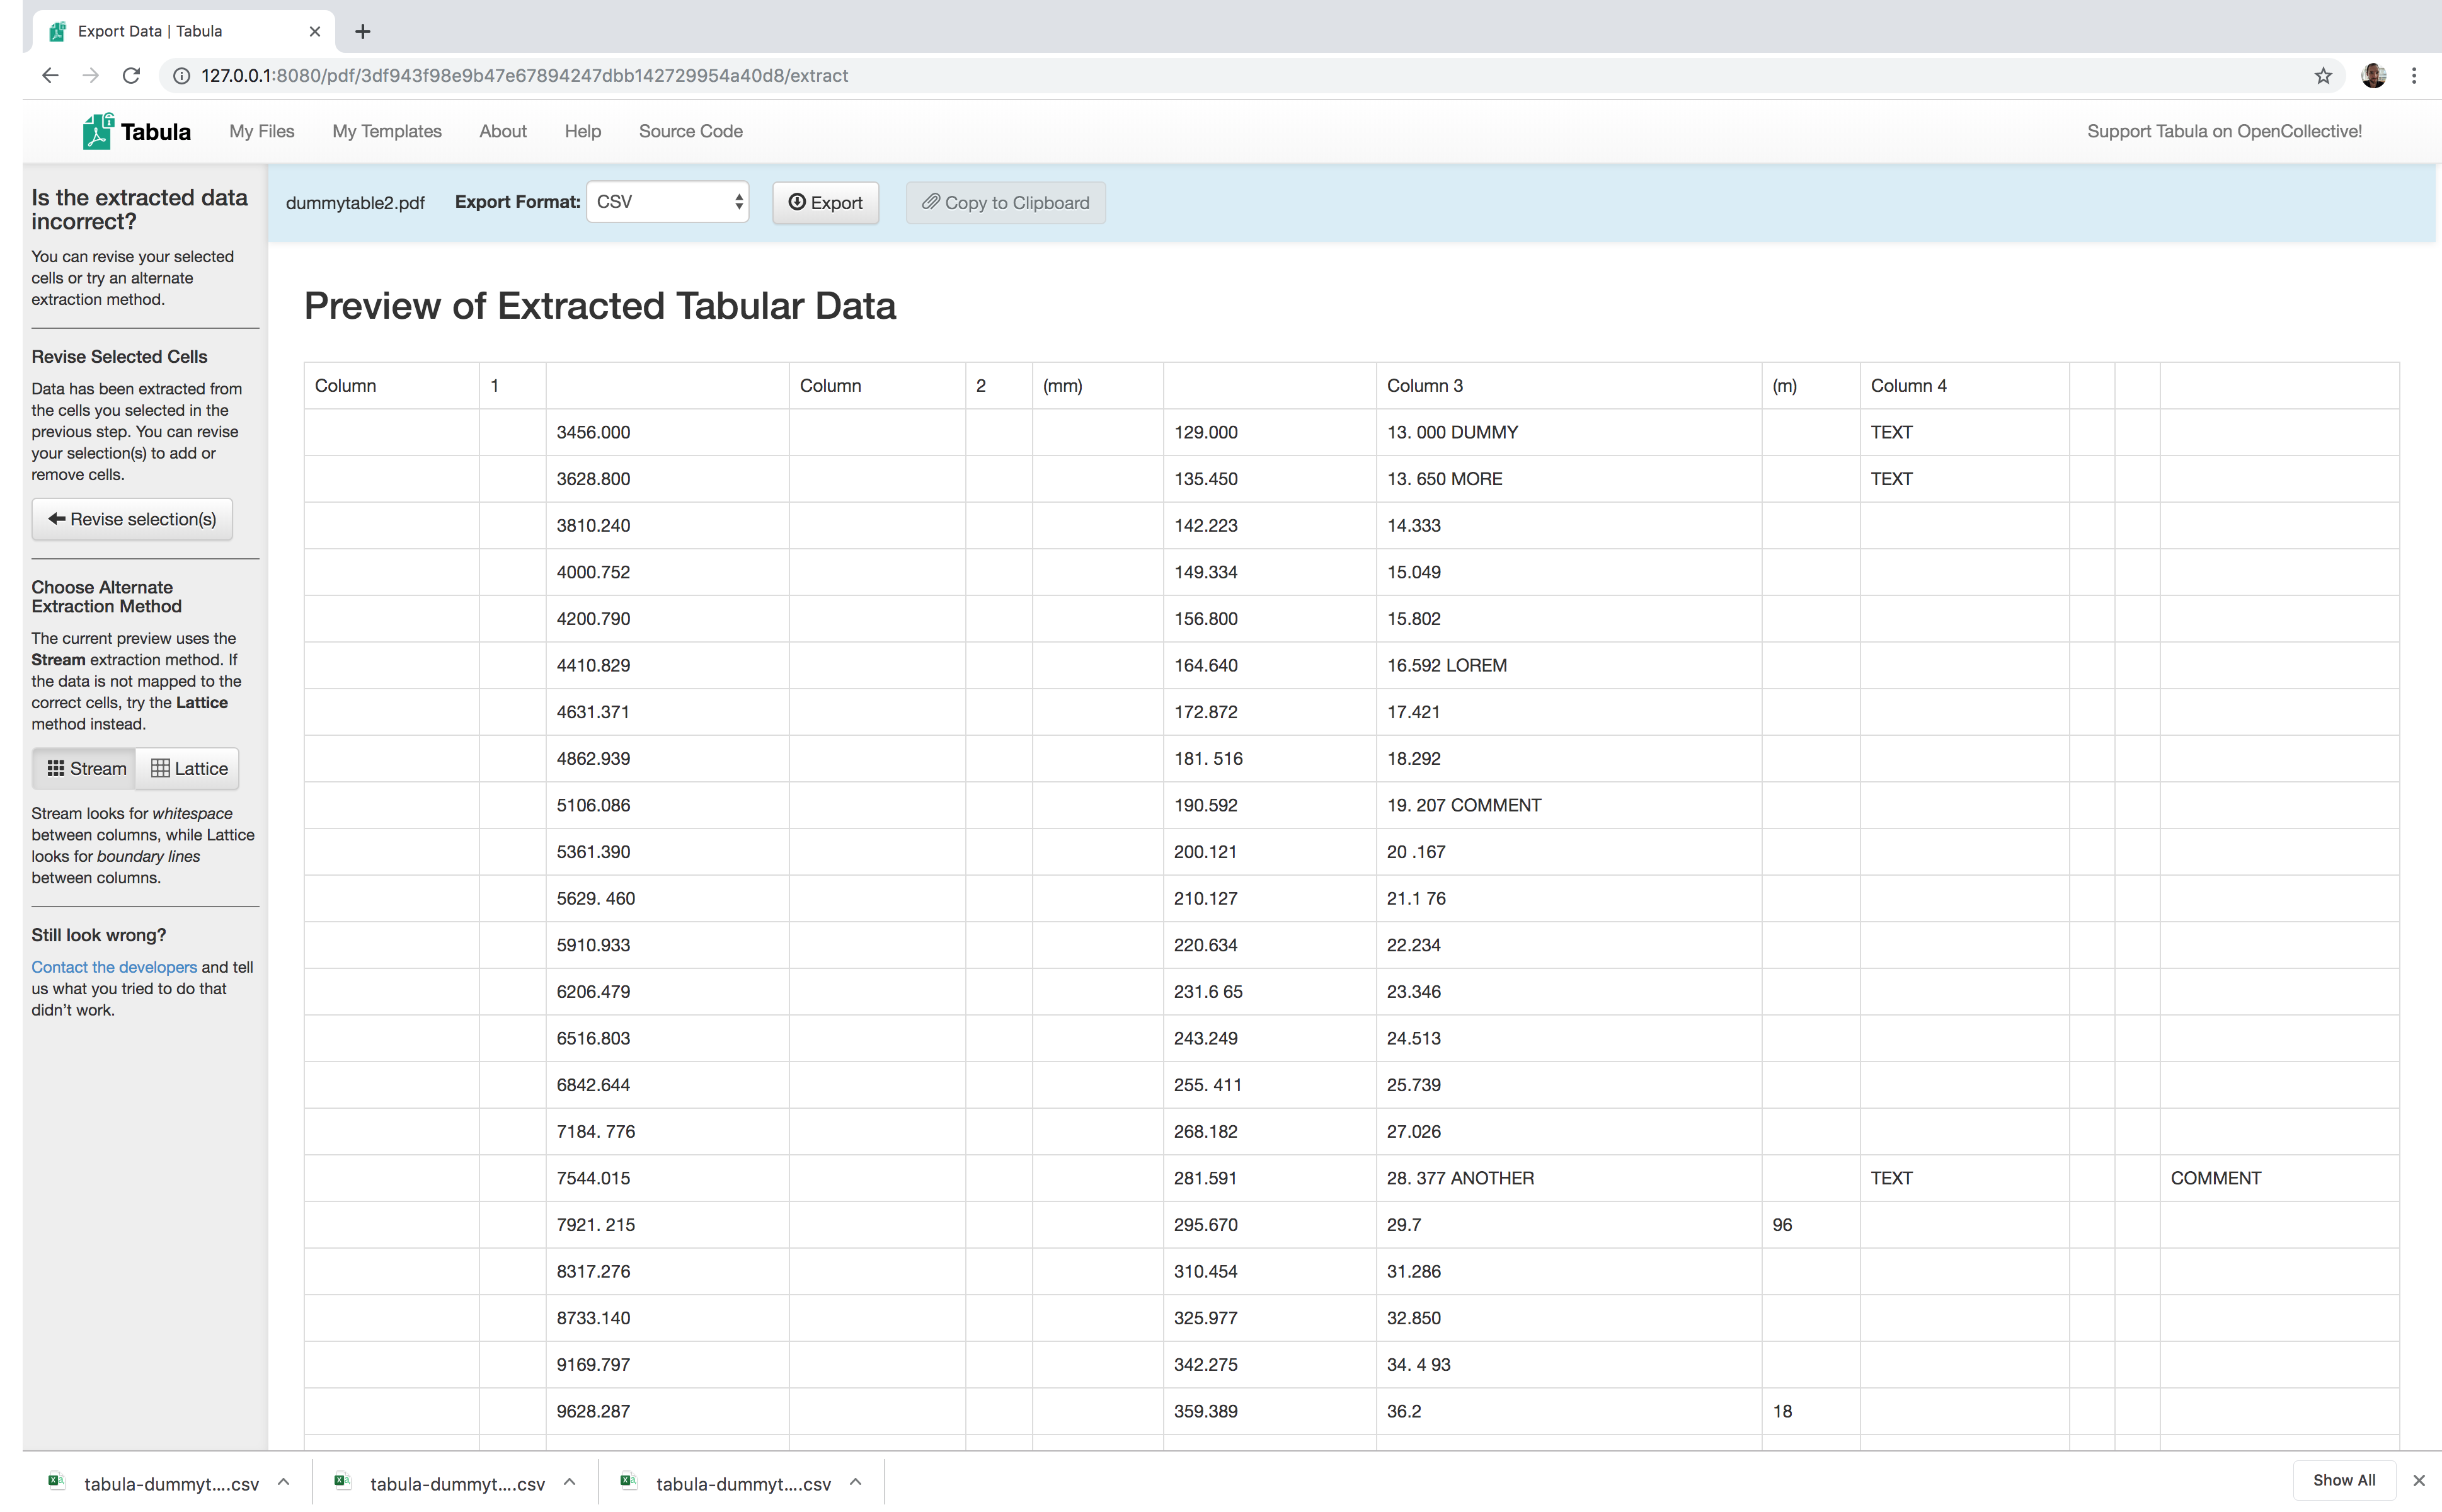 Export Data | Tabula
127.0.0.1:8080/pdf/3df943f98e9b47e67894247dbb142729954a40d8/extract
Tabula My Files My Templates About Help Source Code Support Tabula on OpenCollective!
Is the extracted data
incorrect?
You can revise your selected
cells or try an alternate
extraction method.
Revise Selected Cells
Data has been extracted from
the cells you selected in the
previous step. You can revise
your selection(s) to add or
remove cells.
Revise selection(s)
Choose Alternate
Extraction Method
The current preview uses the
Stream extraction method. If
the data is not mapped to the
correct cells, try the Lattice
method instead.
Stream Lattice
Stream looks for whitespace
between columns, while Lattice
looks for boundary lines
between columns.
Still look wrong?
Contact the developers and tell
us what you tried to do that
didn't work.
dummytable2.pdf Export Format: CSV Export Copy to Clipboard
Preview of Extracted Tabular Data
Column 1 Column 2 (mm) Column 3 (m) Column 4
3456.000 129.000 13. 000 DUMMY TEXT
3628.800 135.450 13. 650 MORE TEXT
3810.240 142.223 14.333
4000.752 149.334 15.049
4200.790 156.800 15.802
4410.829 164.640 16.592 LOREM
4631.371 172.872 17.421
4862.939 181. 516 18.292
5106.086 190.592 19. 207 COMMENT
5361.390 200.121 20 .167
5629. 460 210.127 21.1 76
5910.933 220.634 22.234
6206.479 231.6 65 23.346
6516.803 243.249 24.513
6842.644 255. 411 25.739
7184. 776 268.182 27.026
7544.015 281.591 28. 377 ANOTHER TEXT COMMENT
7921. 215 295.670 29.7 96
8317.276 310.454 31.286
8733.140 325.977 32.850
9169.797 342.275 34. 4 93
9628.287 359.389 36.2 18
tabula-dummyt....csv tabula-dummyt....csv tabula-dummyt....csv Show All